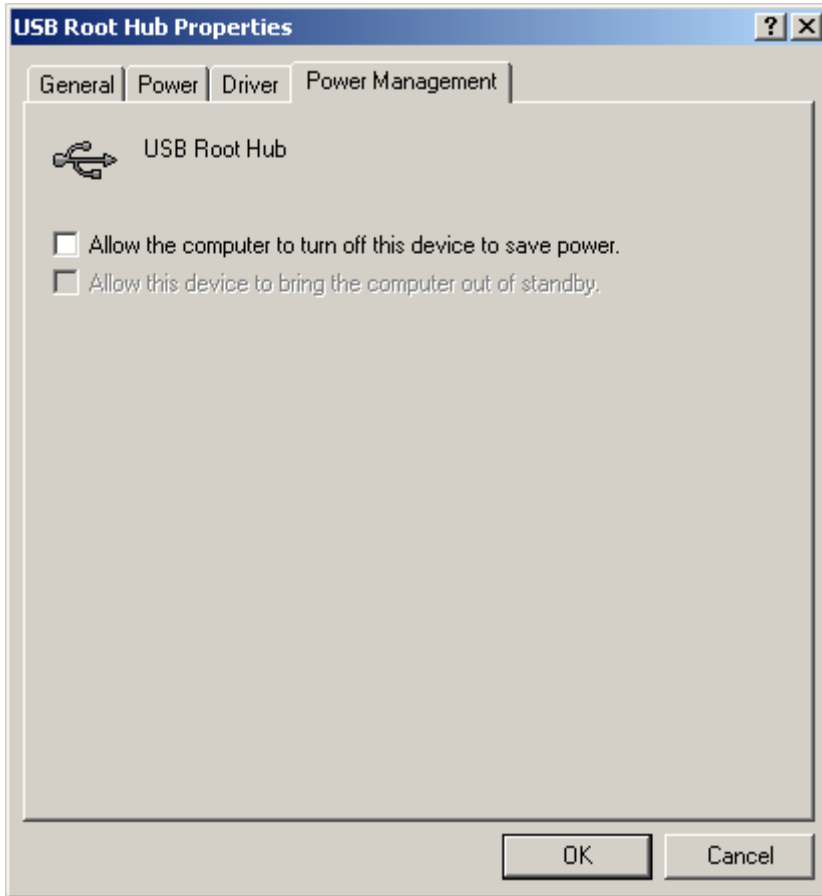 USB Root Hub Properties
?
General
Power
Driver
Power Management
USB Root Hub
Allow the computer to turn off this device to save power.
Allow this device to bring the computer out of standby.
OK
Cancel